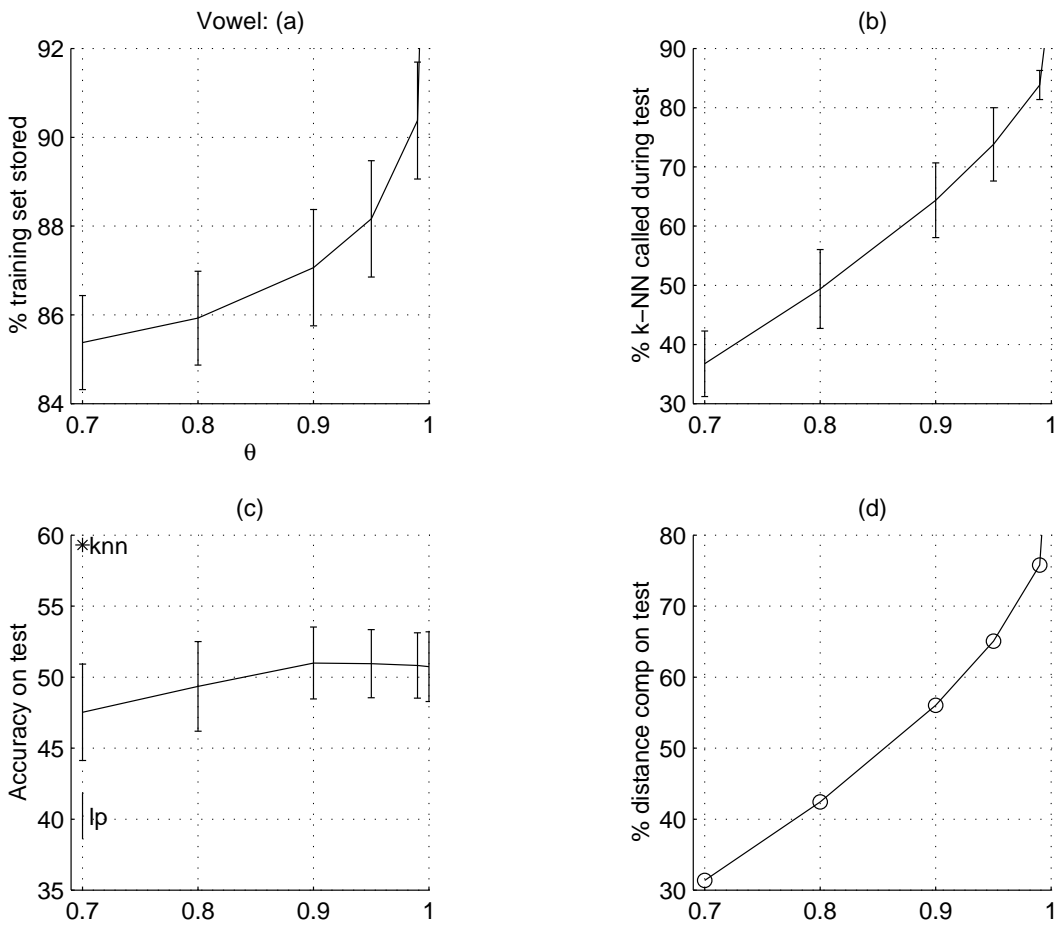 Vowel: (a)
92
90
88
86
84
% training set stored
0.7 0.8 0.9 1
θ
(b)
90
80
70
60
50
40
30
% k−NN called during test
0.7 0.8 0.9 1
(c)
60
55
50
45
40
35
Accuracy on test
knn
lp
0.7 0.8 0.9 1
(d)
80
70
60
50
40
30
% distance comp on test
0.7 0.8 0.9 1